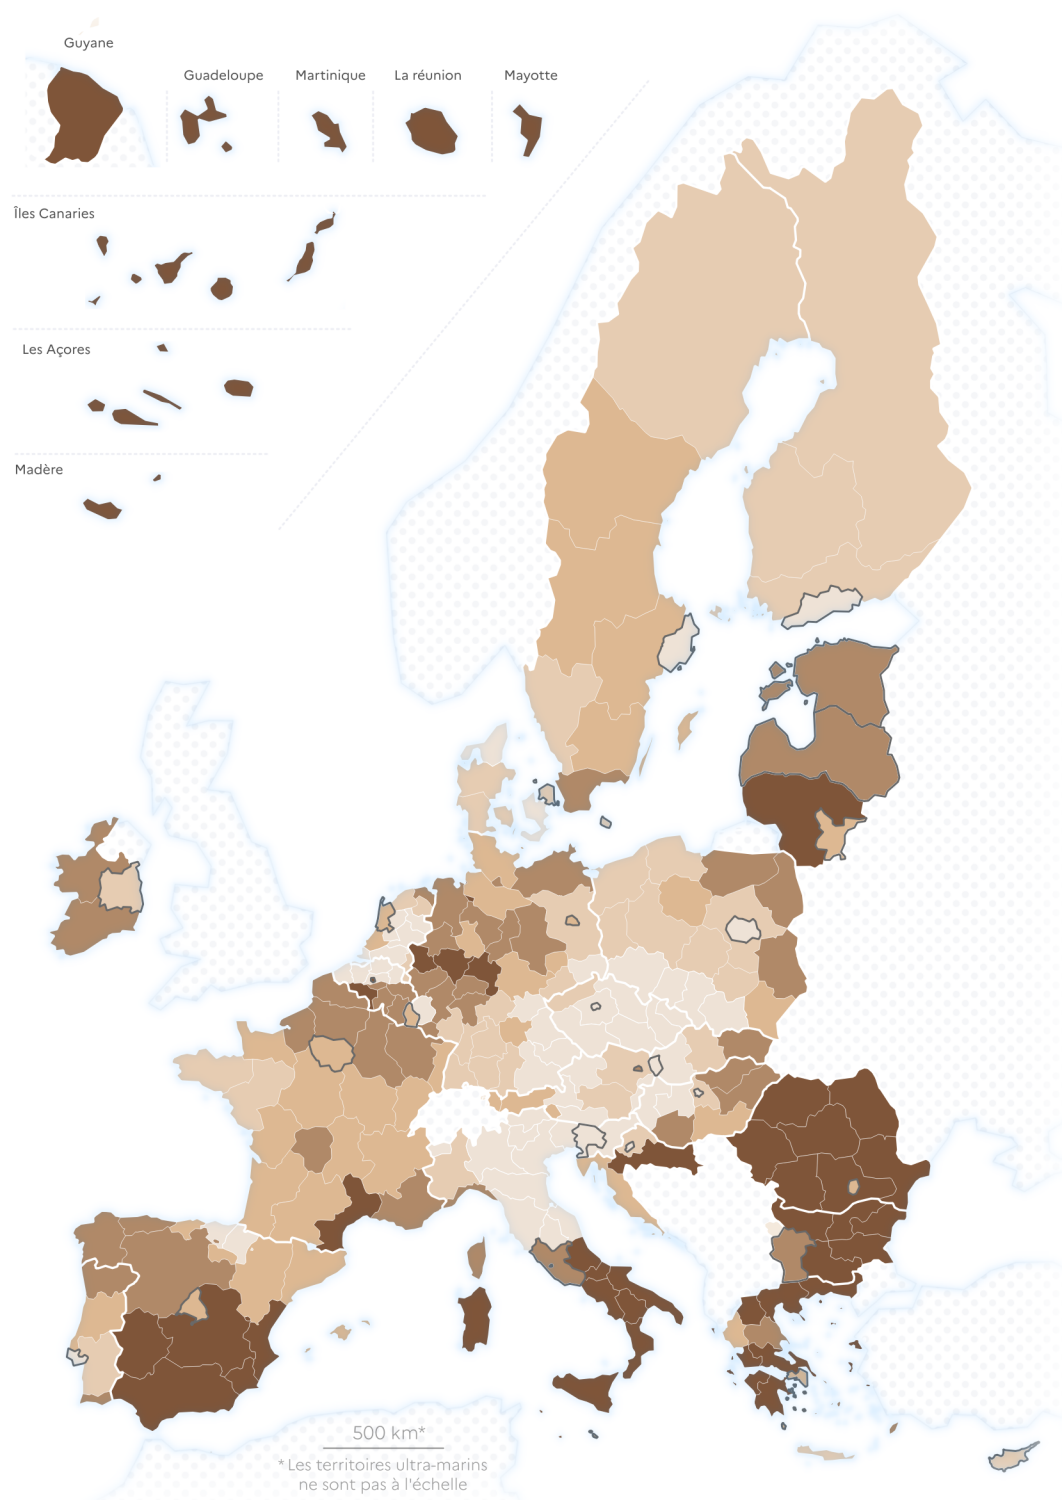 Guyane
Guadeloupe
Martinique
La réunion
Mayotte
Îles Canaries
Les Açores
Madère
500 km*
* Les territoires ultra-marins
ne sont pas à l'échelle